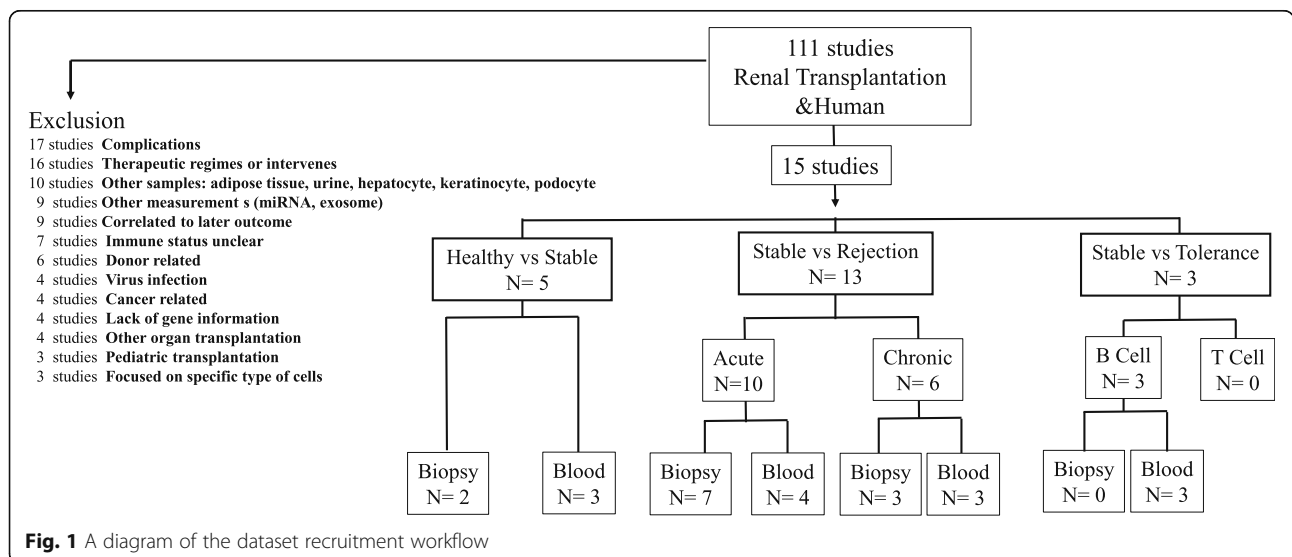 111 studies
Renal Transplantation
&Human
Exclusion
17 studies Complications
16 studies Therapeutic regimes or intervenes
10 studies Other samples: adipose tissue, urine, hepatocyte, keratinocyte, podocyte
9 studies Other measurement s (miRNA, exosome)
9 studies Correlated to later outcome
7 studies Immune status unclear
6 studies Donor related
4 studies Virus infection
4 studies Cancer related
4 studies Lack of gene information
4 studies Other organ transplantation
3 studies Pediatric transplantation
3 studies Focused on specific type of cells
15 studies
Healthy vs Stable
N= 5
Stable vs Rejection
N= 13
Stable vs Tolerance
N= 3
Acute
N=10
Chronic
N= 6
B Cell
N= 3
T Cell
N= 0
Biopsy
N= 2
Blood
N= 3
Biopsy
N= 7
Blood
N= 4
Biopsy
N= 3
Blood
N= 3
Biopsy
N= 0
Blood
N= 3
Fig. 1 A diagram of the dataset recruitment workflow